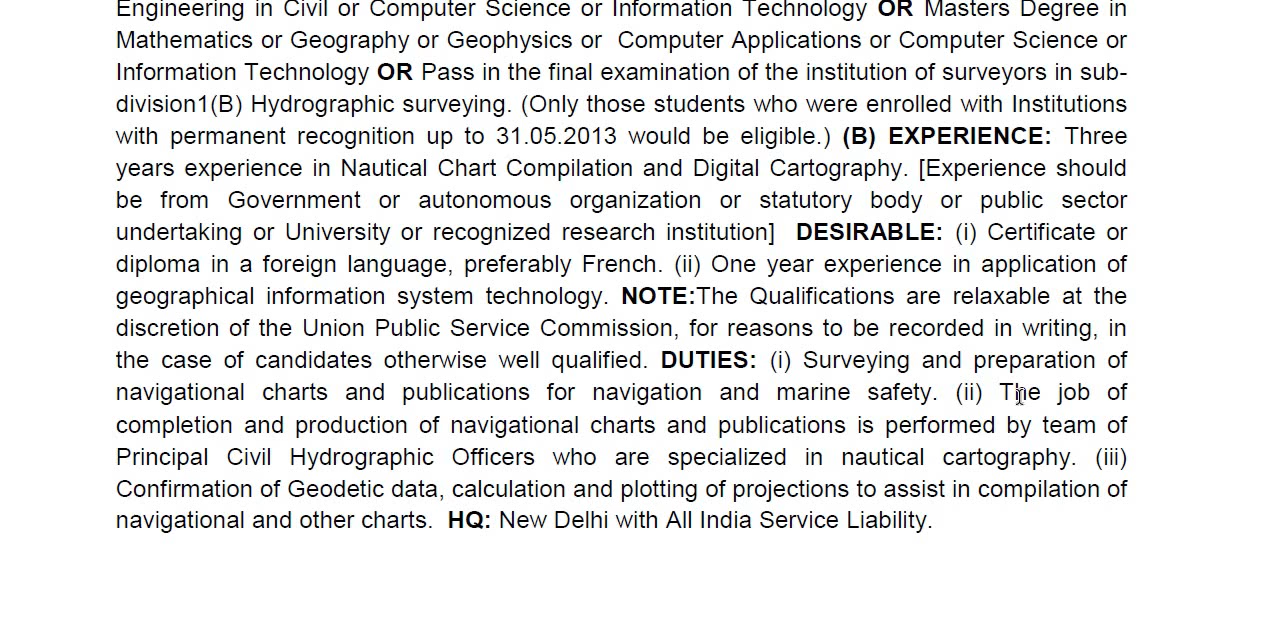 Engineering in Civil or Computer Science or Information Technology OR Masters Degree in
Mathematics or Geography or Geophysics or  Computer Applications or Computer Science or
Information Technology OR Pass in the final examination of the institution of surveyors in sub-
division1(B) Hydrographic surveying. (Only those students who were enrolled with Institutions
with permanent recognition up to 31.05.2013 would be eligible.) (B) EXPERIENCE: Three
years experience in Nautical Chart Compilation and Digital Cartography. [Experience should
be from Government or autonomous organization or statutory body or public sector
undertaking or University or recognized research institution]  DESIRABLE: (i) Certificate or
diploma in a foreign language, preferably French. (ii) One year experience in application of
geographical information system technology. NOTE:The Qualifications are relaxable at the
discretion of the Union Public Service Commission, for reasons to be recorded in writing, in
the case of candidates otherwise well qualified. DUTIES: (i) Surveying and preparation of
navigational charts and publications for navigation and marine safety. (ii) The job of
completion and production of navigational charts and publications is performed by team of
Principal Civil Hydrographic Officers who are specialized in nautical cartography. (iii)
Confirmation of Geodetic data, calculation and plotting of projections to assist in compilation of
navigational and other charts.  HQ: New Delhi with All India Service Liability.